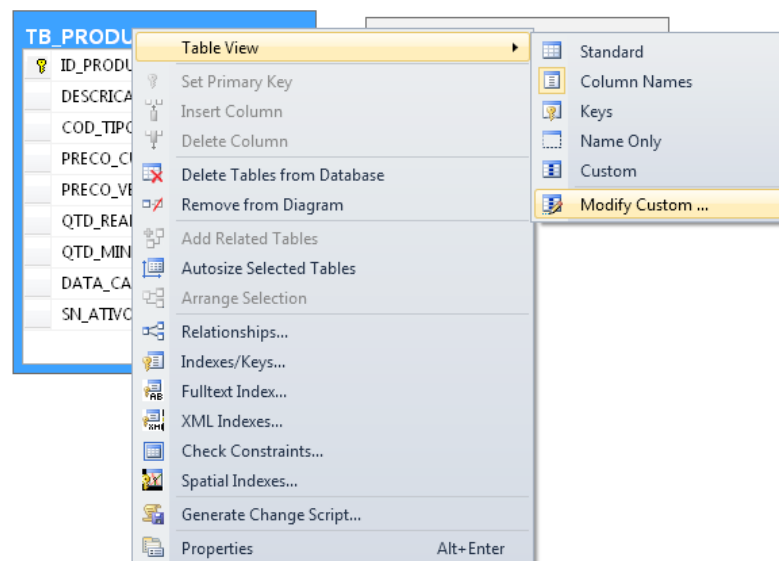 TB_PRODU
ID_PRODU
DESCRICA
COD_TIPO
PRECO_CU
PRECO_VE
QTD_REAL
QTD_MIN
DATA_CA
SN_ATIVO
Table View
Set Primary Key
Insert Column
Delete Column
Delete Tables from Database
Remove from Diagram
Add Related Tables
Autosize Selected Tables
Arrange Selection
Relationships...
Indexes/Keys...
Fulltext Index...
XML Indexes...
Check Constraints...
Spatial Indexes...
Generate Change Script...
Properties Alt+Enter
Standard
Column Names
Keys
Name Only
Custom
Modify Custom ...